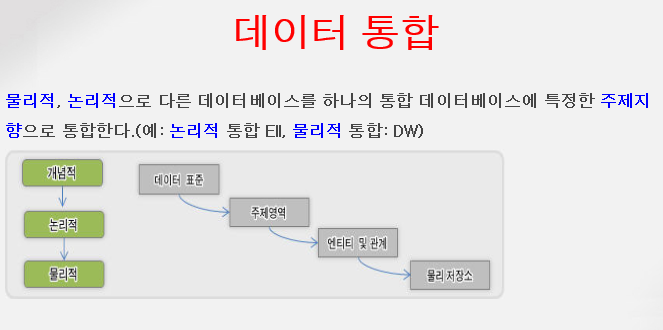 데이터 통합
물리적, 논리적으로 다른 데이터베이스를 하나의 통합 데이터베이스에 특정한 주제지
향으로 통합한다.(예: 논리적 통합 EII, 물리적 통합: DW)
개념적
데이터 표준
논리적
주제영역
엔티티 및 관계
물리적
물리 저장소